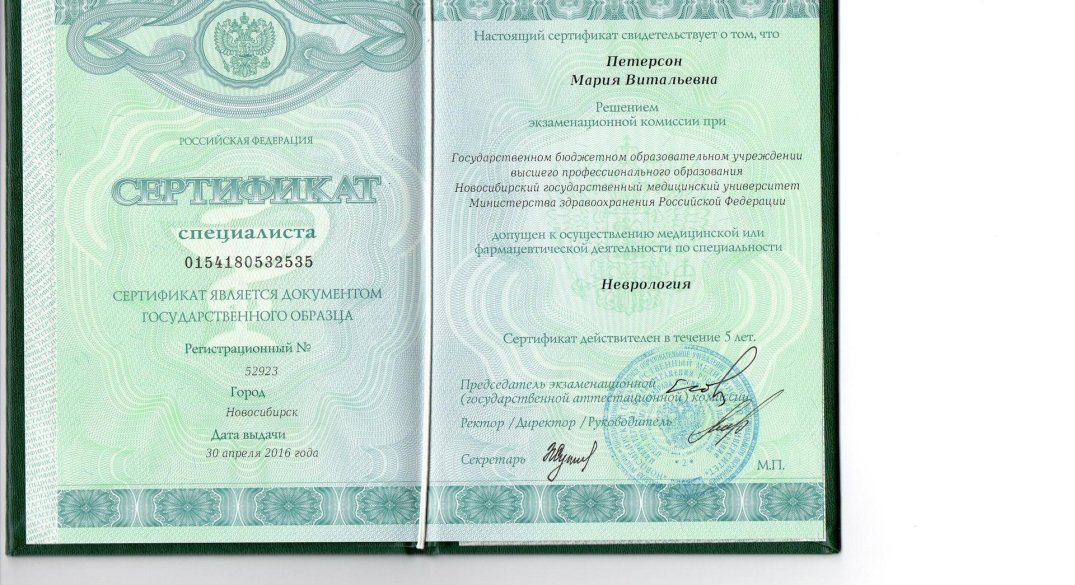 РОССИЙСКАЯ ФЕДЕРАЦИЯ
СЕРТИФИКАТ
специалиста
0154180532535
СЕРТИФИКАТ ЯВЛЯЕТСЯ ДОКУМЕНТОМ
ГОСУДАРСТВЕННОГО ОБРАЗЦА
Регистрационный №
52923
Город
Новосибирск
Дата выдачи
30 апреля 2016 года
Настоящий сертификат свидетельствует о том, что
Петерсон
Мария Витальевна
Решением
экзаменационной комиссии при
Государственном бюджетном образовательном учреждении
высшего профессионального образования
Новосибирский государственный медицинский университет
Министерства здравоохранения Российской Федерации
допущен к осуществлению медицинской или
фармацевтической деятельности по специальности
Неврология
Сертификат действителен в течение 5 лет.
Председатель экзаменационной
(государственной аттестационной) комиссии
Ректор /Директор /Руководитель
Секретарь
М.П.